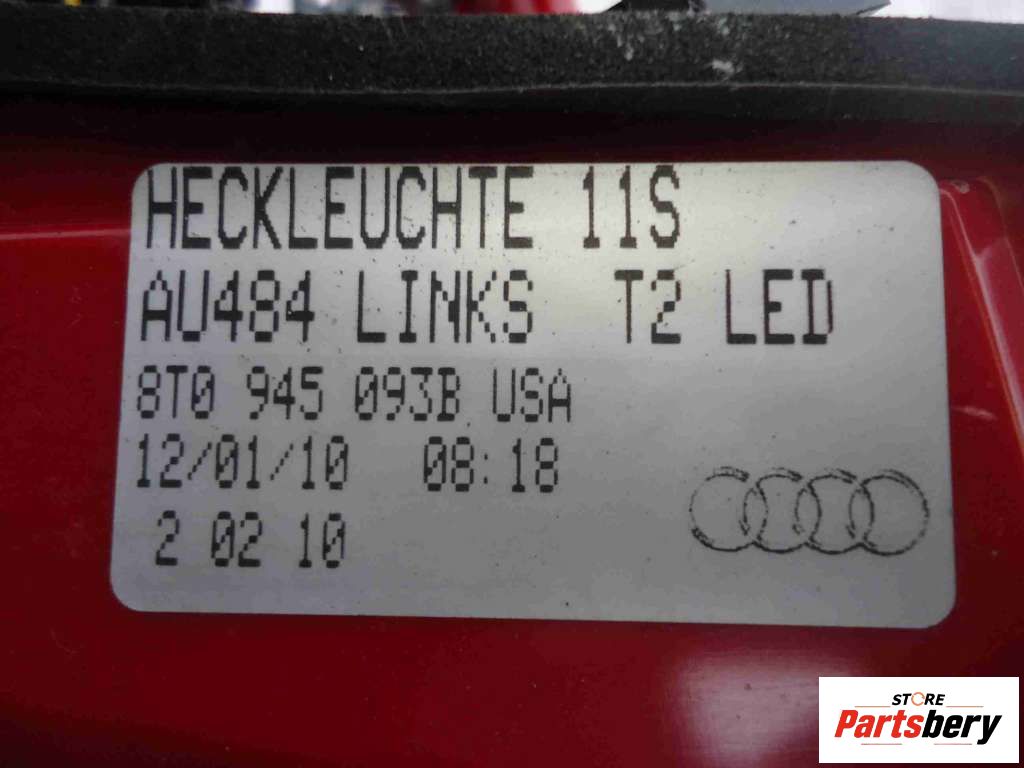 HECKLEUCHTE 11S
AU484 LINKS T2 LED
8T0 945 093B USA
12/01/10 08:18
2 02 10
STORE
Partsbery